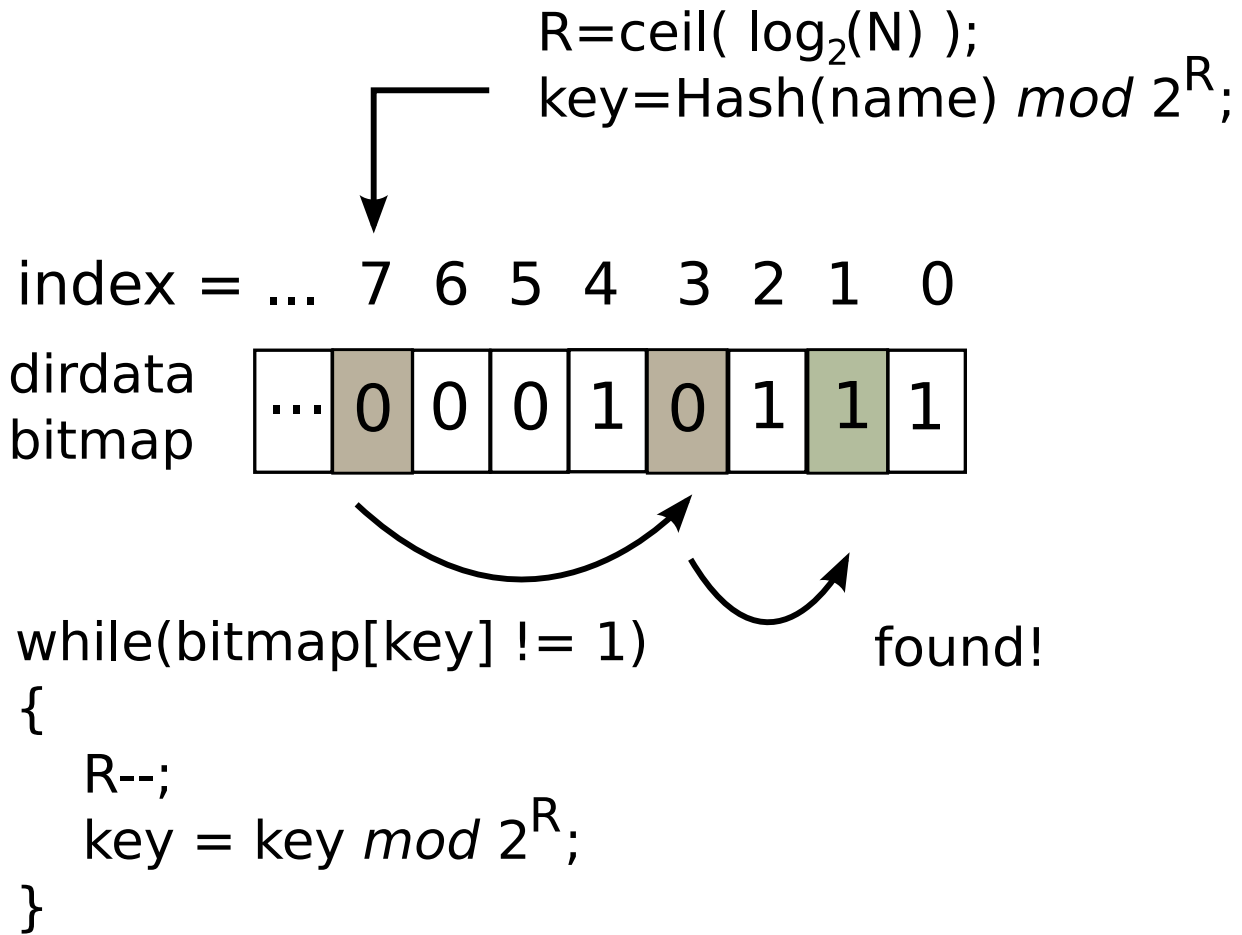 R=ceil( log₂(N) );
key=Hash(name) mod 2ᴿ;
index = ... 7 6 5 4 3 2 1 0
dirdata
bitmap
... 0 0 0 1 0 1 1 1
while(bitmap[key] != 1)
found!
{
R--;
key = key mod 2ᴿ;
}